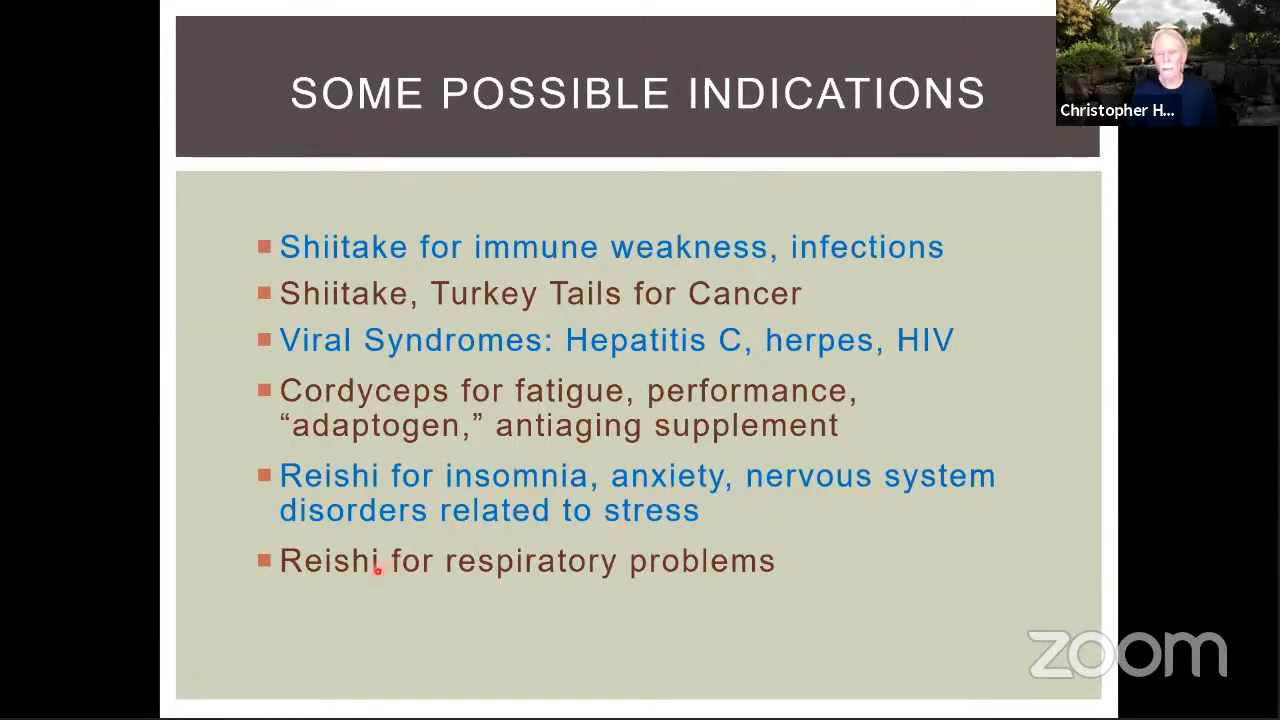 SOME POSSIBLE INDICATIONS
Christopher H...
Shiitake for immune weakness, infections
Shiitake, Turkey Tails for Cancer
Viral Syndromes: Hepatitis C, herpes, HIV
Cordyceps for fatigue, performance,
“adaptogen,” antiaging supplement
Reishi for insomnia, anxiety, nervous system
disorders related to stress
Reishi for respiratory problems
zoom